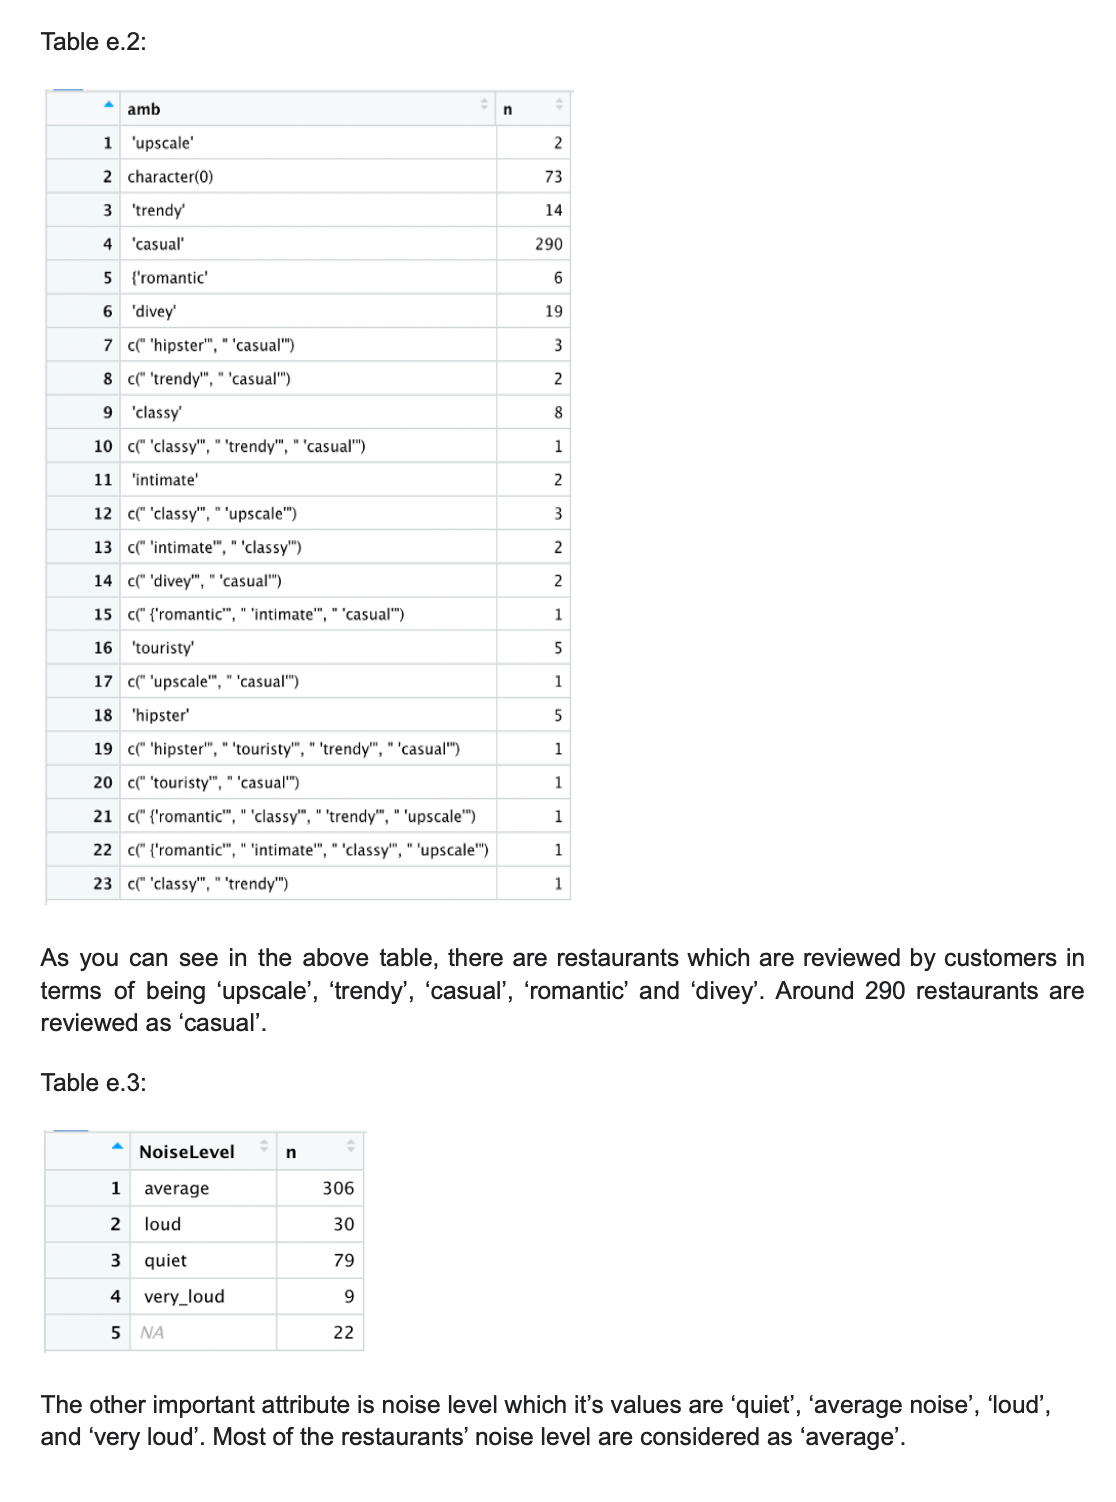 Table e.2:
amb n
1 'upscale' 2
2 character(0) 73
3 'trendy' 14
4 'casual' 290
5 {'romantic' 6
6 'divey' 19
7 c(" 'hipster'", " 'casual'") 3
8 c(" 'trendy'", " 'casual'") 2
9 'classy' 8
10 c(" 'classy'", " 'trendy'", " 'casual'") 1
11 'intimate' 2
12 c(" 'classy'", " 'upscale'") 3
13 c(" 'intimate'", " 'classy'") 2
14 c(" 'divey'", " 'casual'") 2
15 c(" {'romantic'", " 'intimate'", " 'casual'") 1
16 'touristy' 5
17 c(" 'upscale'", " 'casual'") 1
18 'hipster' 5
19 c(" 'hipster'", " 'touristy'", " 'trendy'", " 'casual'") 1
20 c(" 'touristy'", " 'casual'") 1
21 c(" {'romantic'", " 'classy'", " 'trendy'", " 'upscale'") 1
22 c(" {'romantic'", " 'intimate'", " 'classy'", " 'upscale'") 1
23 c(" 'classy'", " 'trendy'") 1
As you can see in the above table, there are restaurants which are reviewed by customers in
terms of being ‘upscale’, ‘trendy’, ‘casual’, ‘romantic’ and ‘divey’. Around 290 restaurants are
reviewed as ‘casual’.
Table e.3:
NoiseLevel n
1 average 306
2 loud 30
3 quiet 79
4 very_loud 9
5 NA 22
The other important attribute is noise level which it’s values are ‘quiet’, ‘average noise’, ‘loud’,
and ‘very loud’. Most of the restaurants’ noise level are considered as ‘average’.